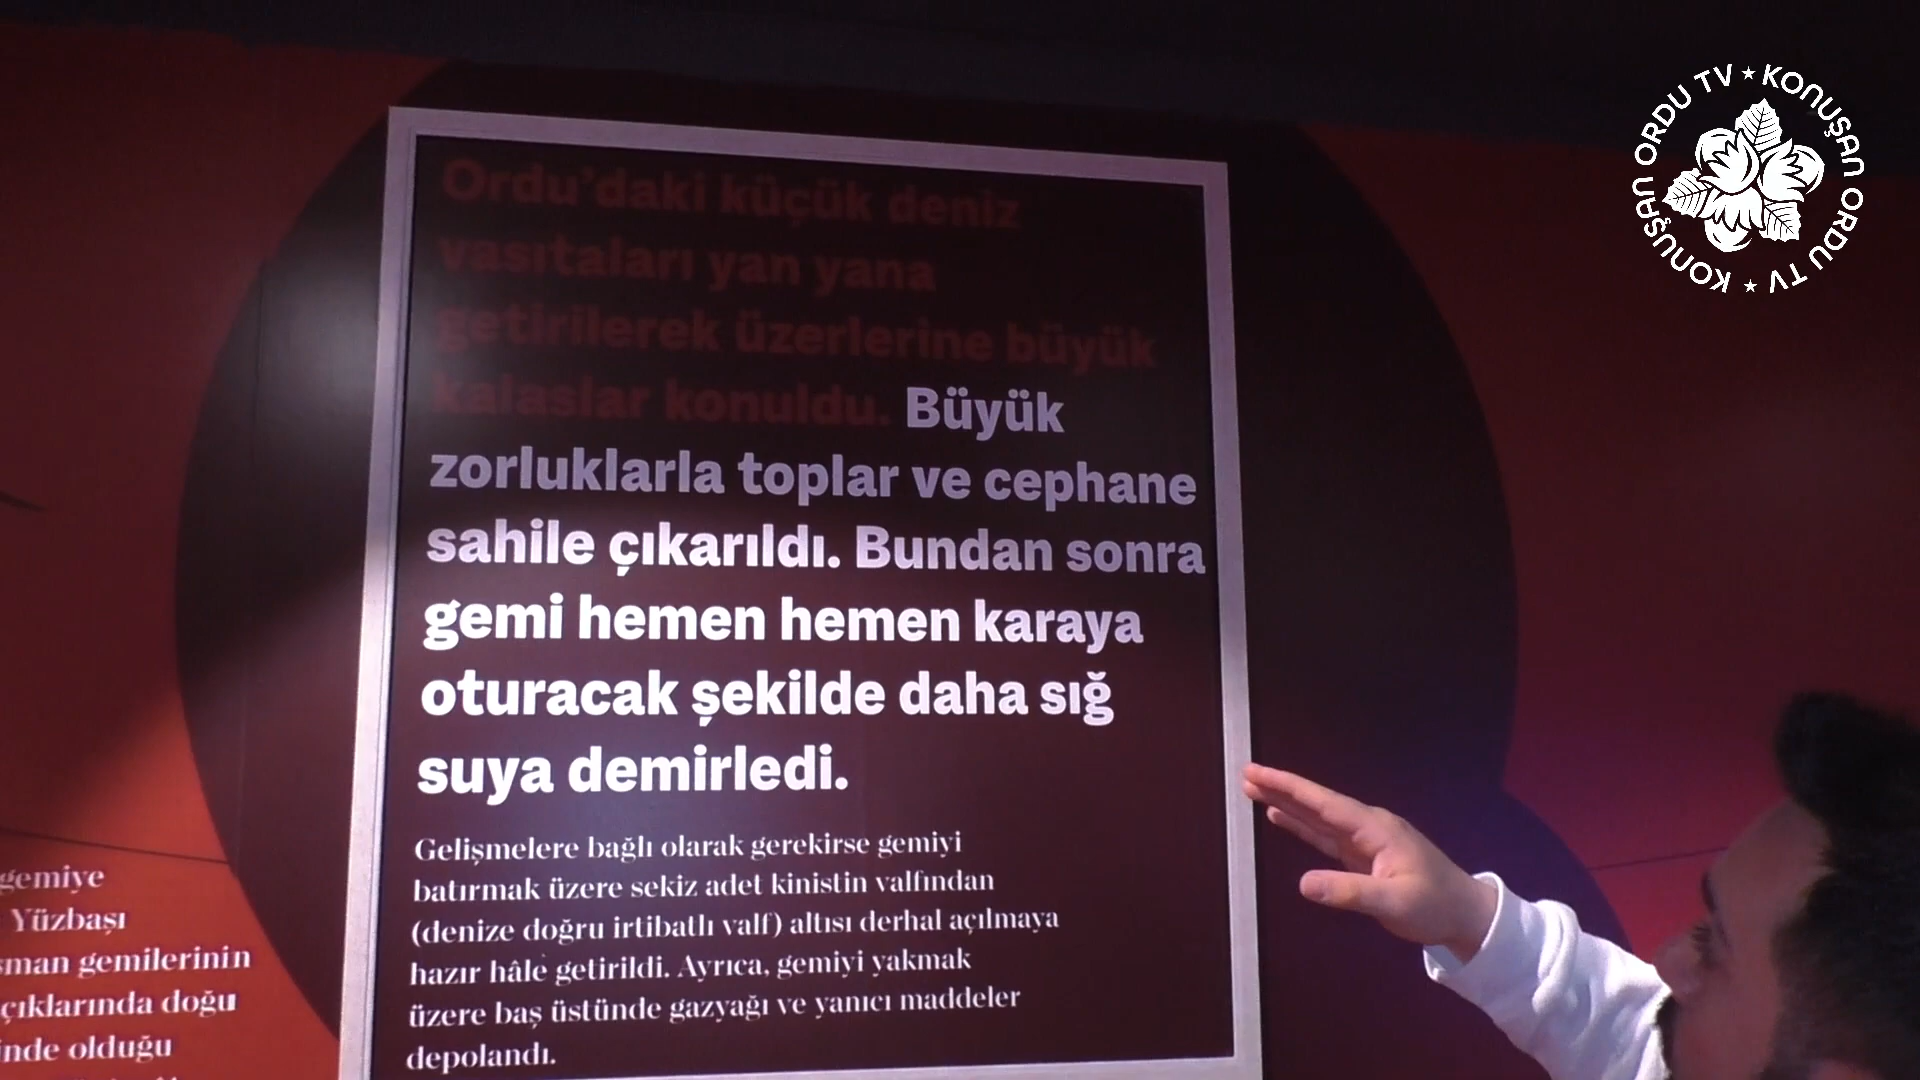 Ordu'daki küçük deniz
vasıtaları yan yana
getirilerek üzerlerine büyük
kalaslar konuldu. Büyük
zorluklarla toplar ve cephane
sahile çıkarıldı. Bundan sonra
gemi hemen hemen karaya
oturacak şekilde daha sığ
suya demirledi.
Gelişmelere bağlı olarak gerekirse gemiyi
batırmak üzere sekiz adet kinistin valfından
(denize doğru irtibatlı valf) altısı derhal açılmaya
hazır hâle getirildi. Ayrıca, gemiyi yakmak
üzere baş üstünde gazyağı ve yanıcı maddeler
depolandı.
gemiye
Yüzbaşı
şman gemilerinin
çıklarında doğu
inde olduğu
KONUŞAN ORDU TV ★ KONUŞAN ORDU TV ★